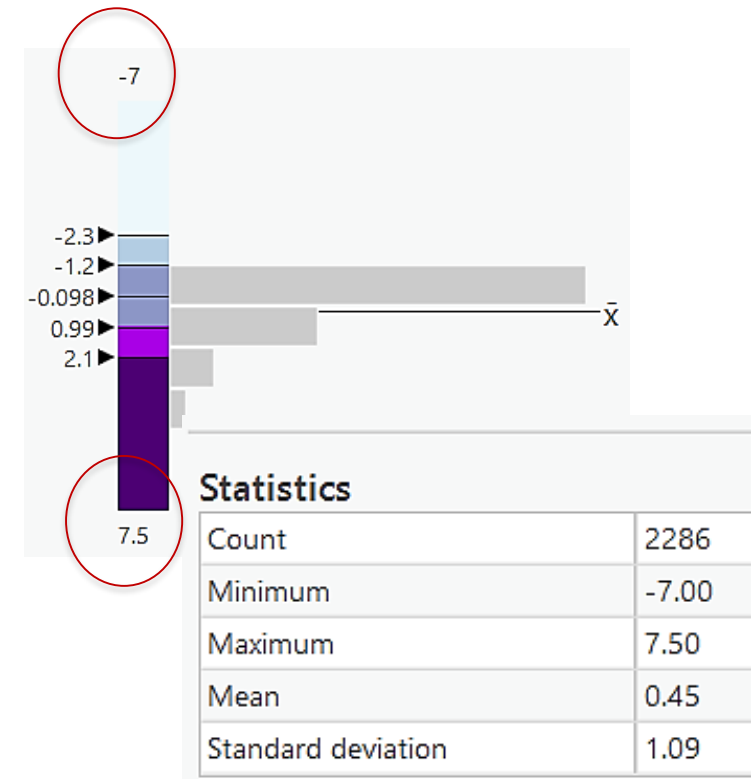 -7
-2.3
-1.2
-0.098
0.99
x̄
2.1
7.5
Statistics
Count 2286
Minimum -7.00
Maximum 7.50
Mean 0.45
Standard deviation 1.09